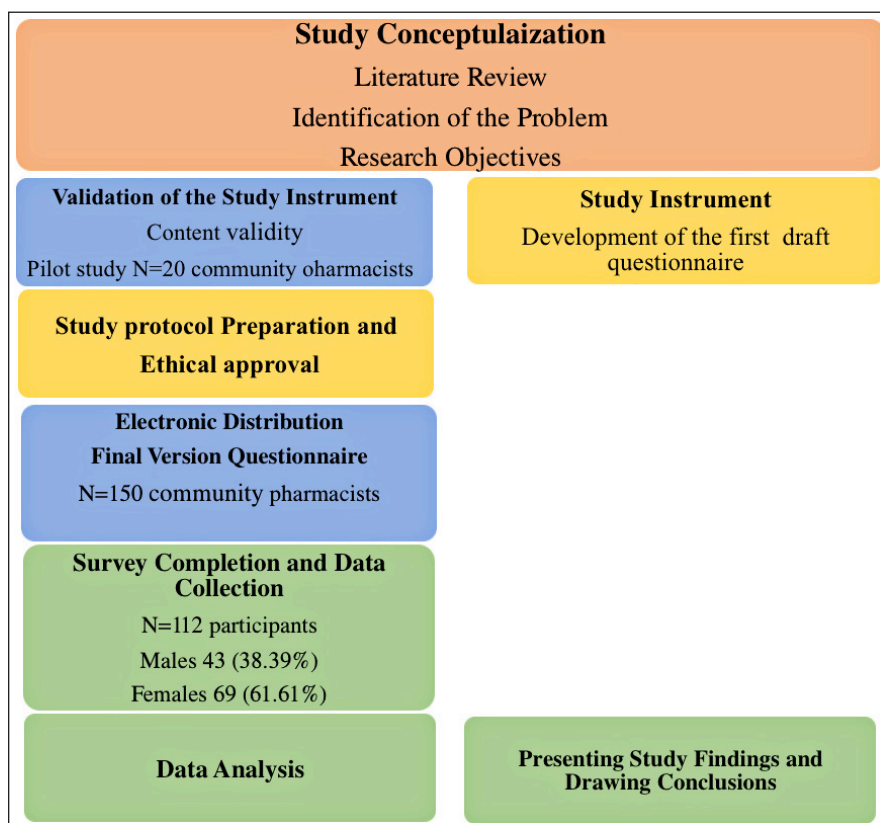 Study Conceptulaization
Literature Review
Identification of the Problem
Research Objectives
Validation of the Study Instrument
Content validity
Pilot study N=20 community oharmacists
Study Instrument
Development of the first draft
questionnaire
Study protocol Preparation and
Ethical approval
Electronic Distribution
Final Version Questionnaire
N=150 community pharmacists
Survey Completion and Data
Collection
N=112 participants
Males 43 (38.39%)
Females 69 (61.61%)
Data Analysis
Presenting Study Findings and
Drawing Conclusions